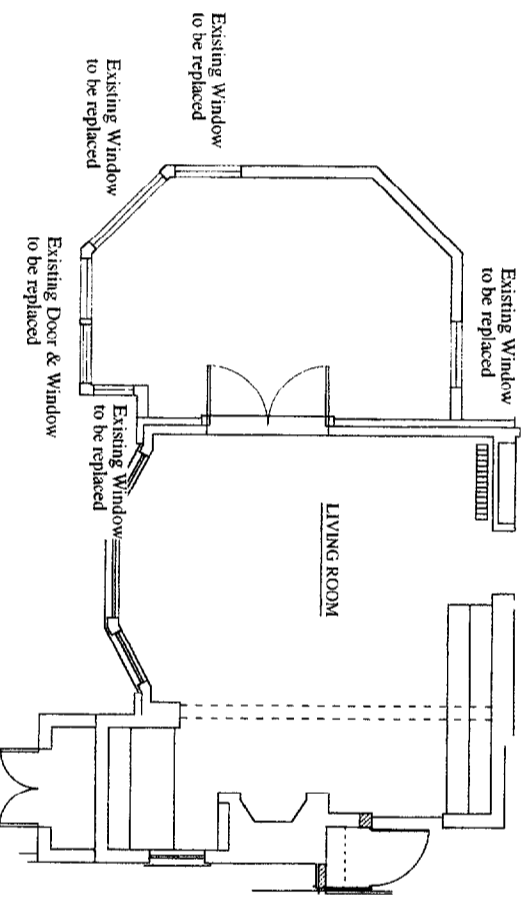 Existing Window
to be replaced
Existing Window
to be replaced
Existing Window
to be replaced
Existing Door & Window
to be replaced
Existing Window
to be replaced
LIVING ROOM